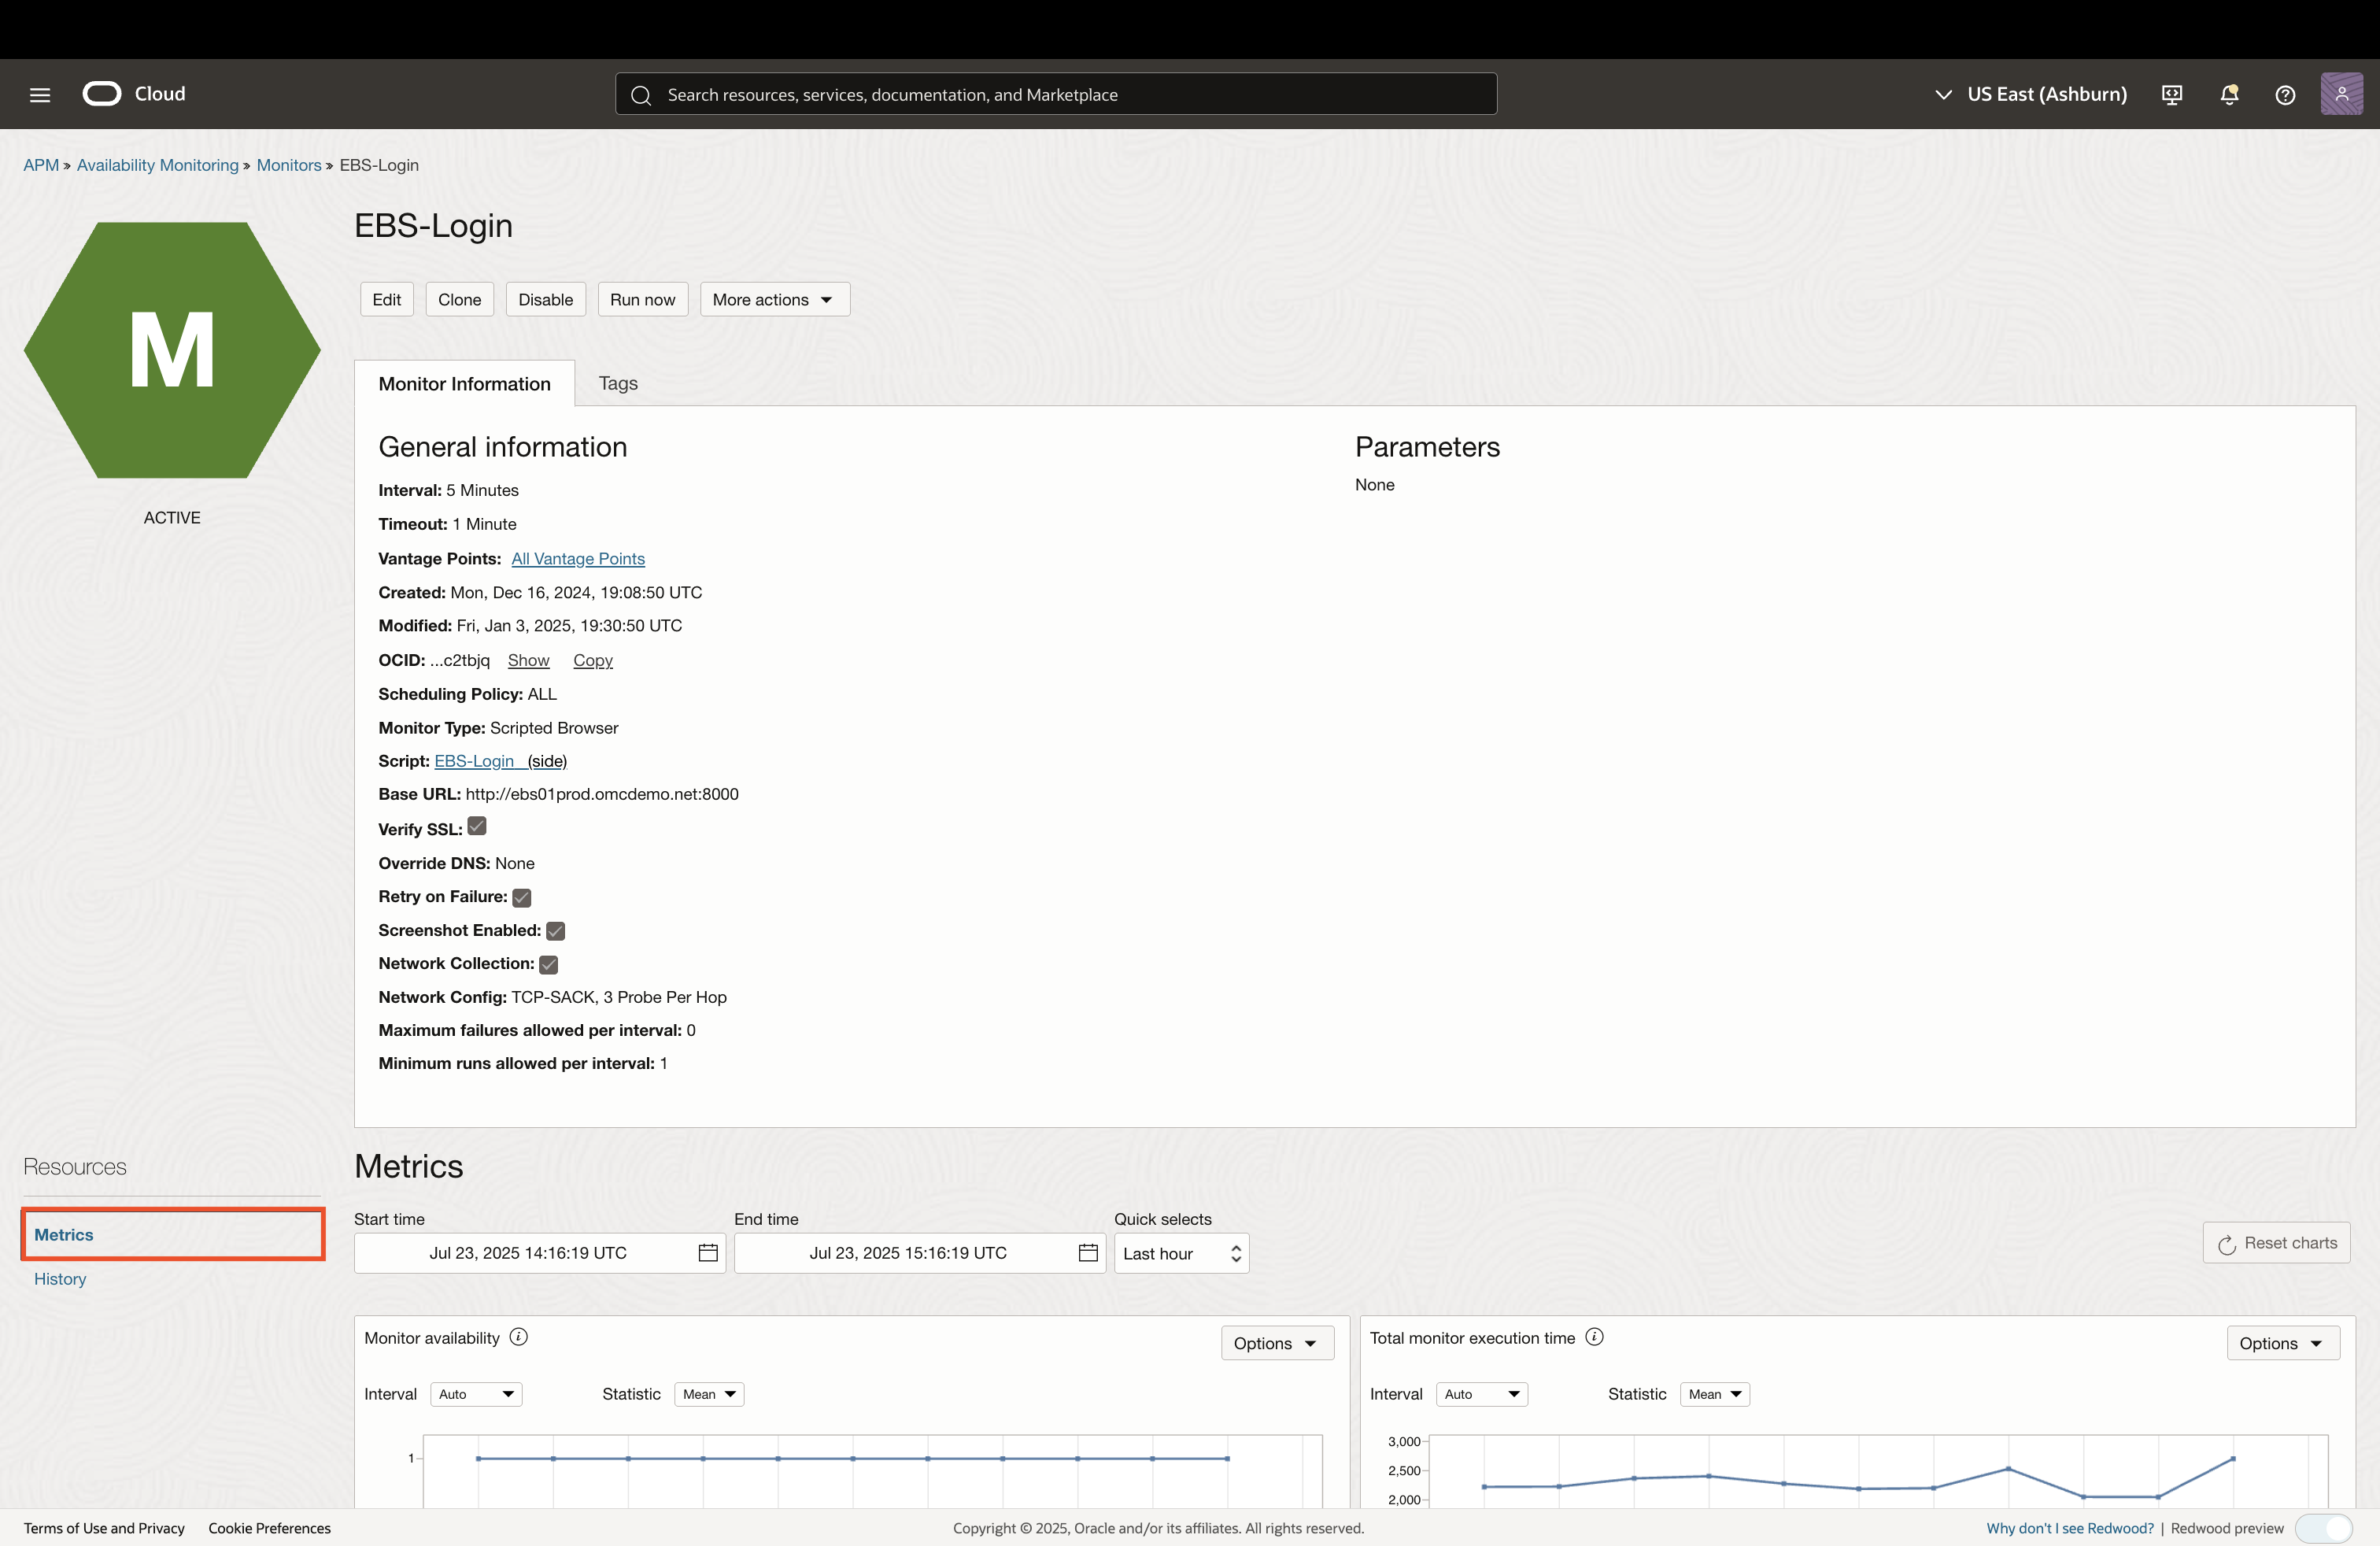 Cloud
Search resources, services, documentation, and Marketplace
US East (Ashburn)
APM » Availability Monitoring » Monitors » EBS-Login
M
ACTIVE
EBS-Login
Edit
Clone
Disable
Run now
More actions
Monitor Information
Tags
General information
Interval: 5 Minutes
Timeout: 1 Minute
Vantage Points: All Vantage Points
Created: Mon, Dec 16, 2024, 19:08:50 UTC
Modified: Fri, Jan 3, 2025, 19:30:50 UTC
OCID: ...c2tbjq Show Copy
Scheduling Policy: ALL
Monitor Type: Scripted Browser
Script: EBS-Login (side)
Base URL: http://ebs01prod.omcdemo.net:8000
Verify SSL:
Override DNS: None
Retry on Failure:
Screenshot Enabled:
Network Collection:
Network Config: TCP-SACK, 3 Probe Per Hop
Maximum failures allowed per interval: 0
Minimum runs allowed per interval: 1
Parameters
None
Resources
Metrics
History
Metrics
Start time
Jul 23, 2025 14:16:19 UTC
End time
Jul 23, 2025 15:16:19 UTC
Quick selects
Last hour
Reset charts
Monitor availability
Options
Interval Auto
Statistic Mean
1
Total monitor execution time
Options
Interval Auto
Statistic Mean
3,000
2,500
2,000
Terms of Use and Privacy
Cookie Preferences
Copyright © 2025, Oracle and/or its affiliates. All rights reserved.
Why don't I see Redwood? | Redwood preview